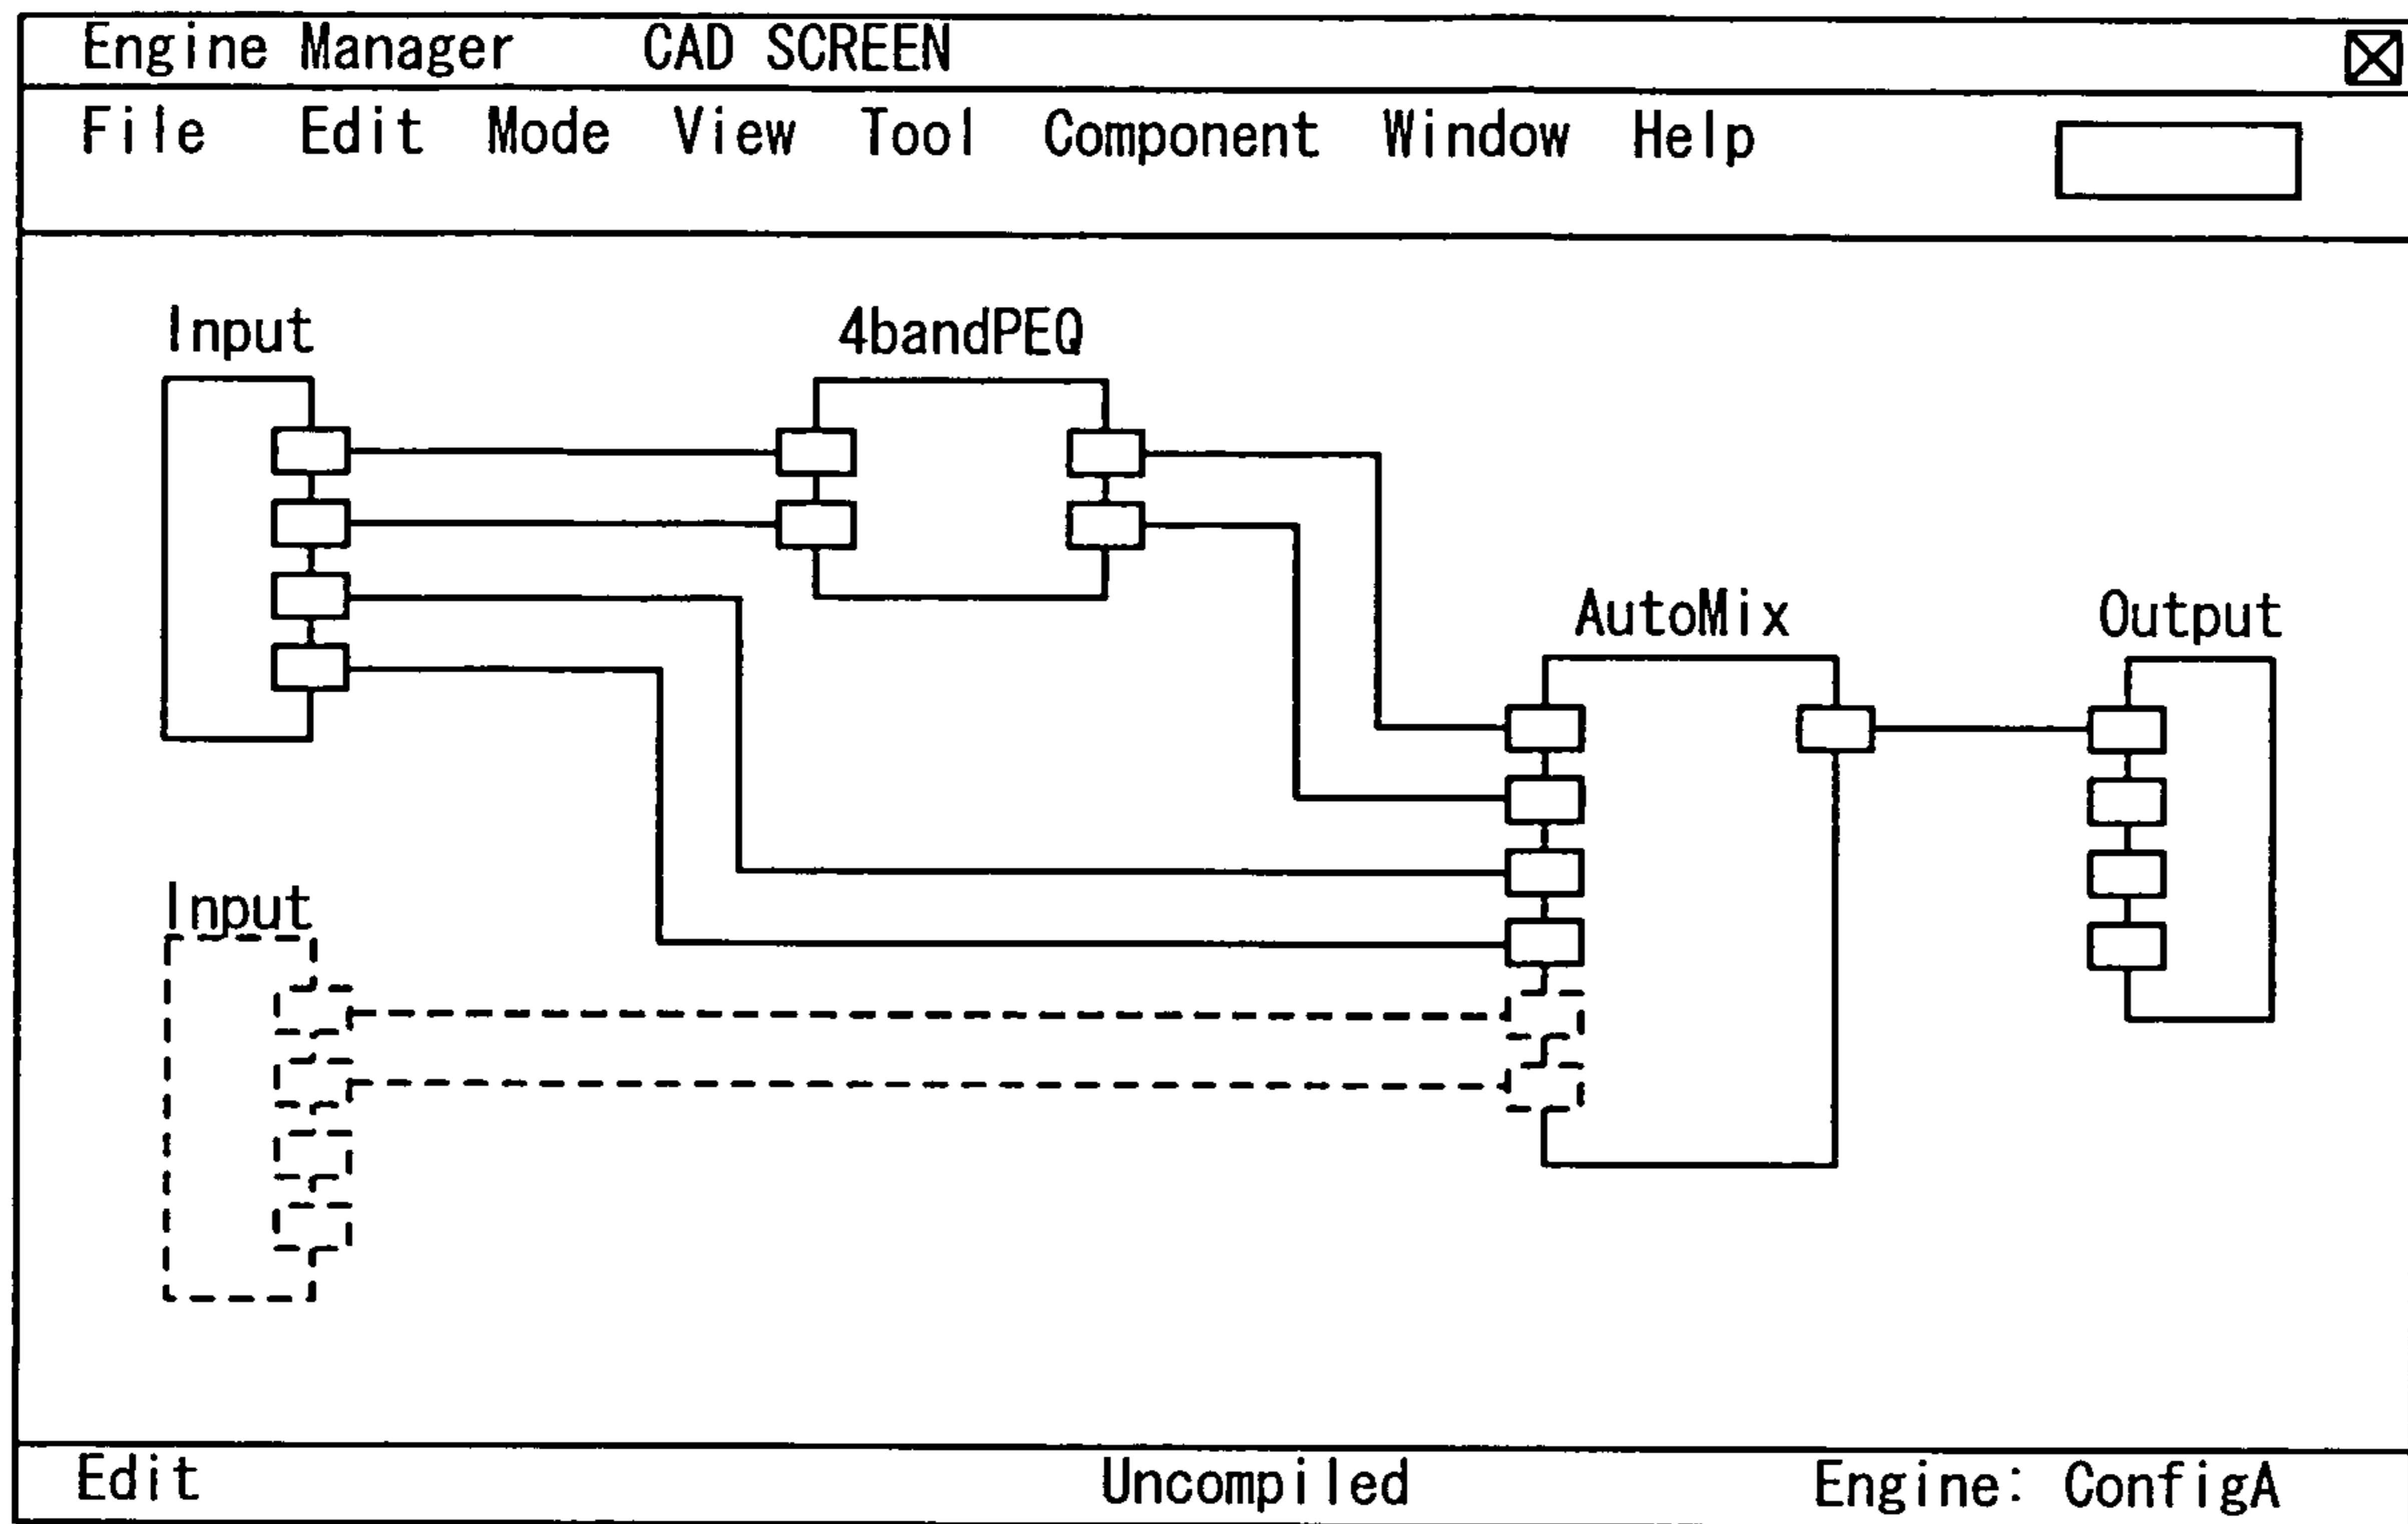 Engine Manager CAD SCREEN
File Edit Mode View Tool Component Window Help
Input
4bandPEQ
AutoMix
Output
Input
Edit Uncompiled Engine: ConfigA